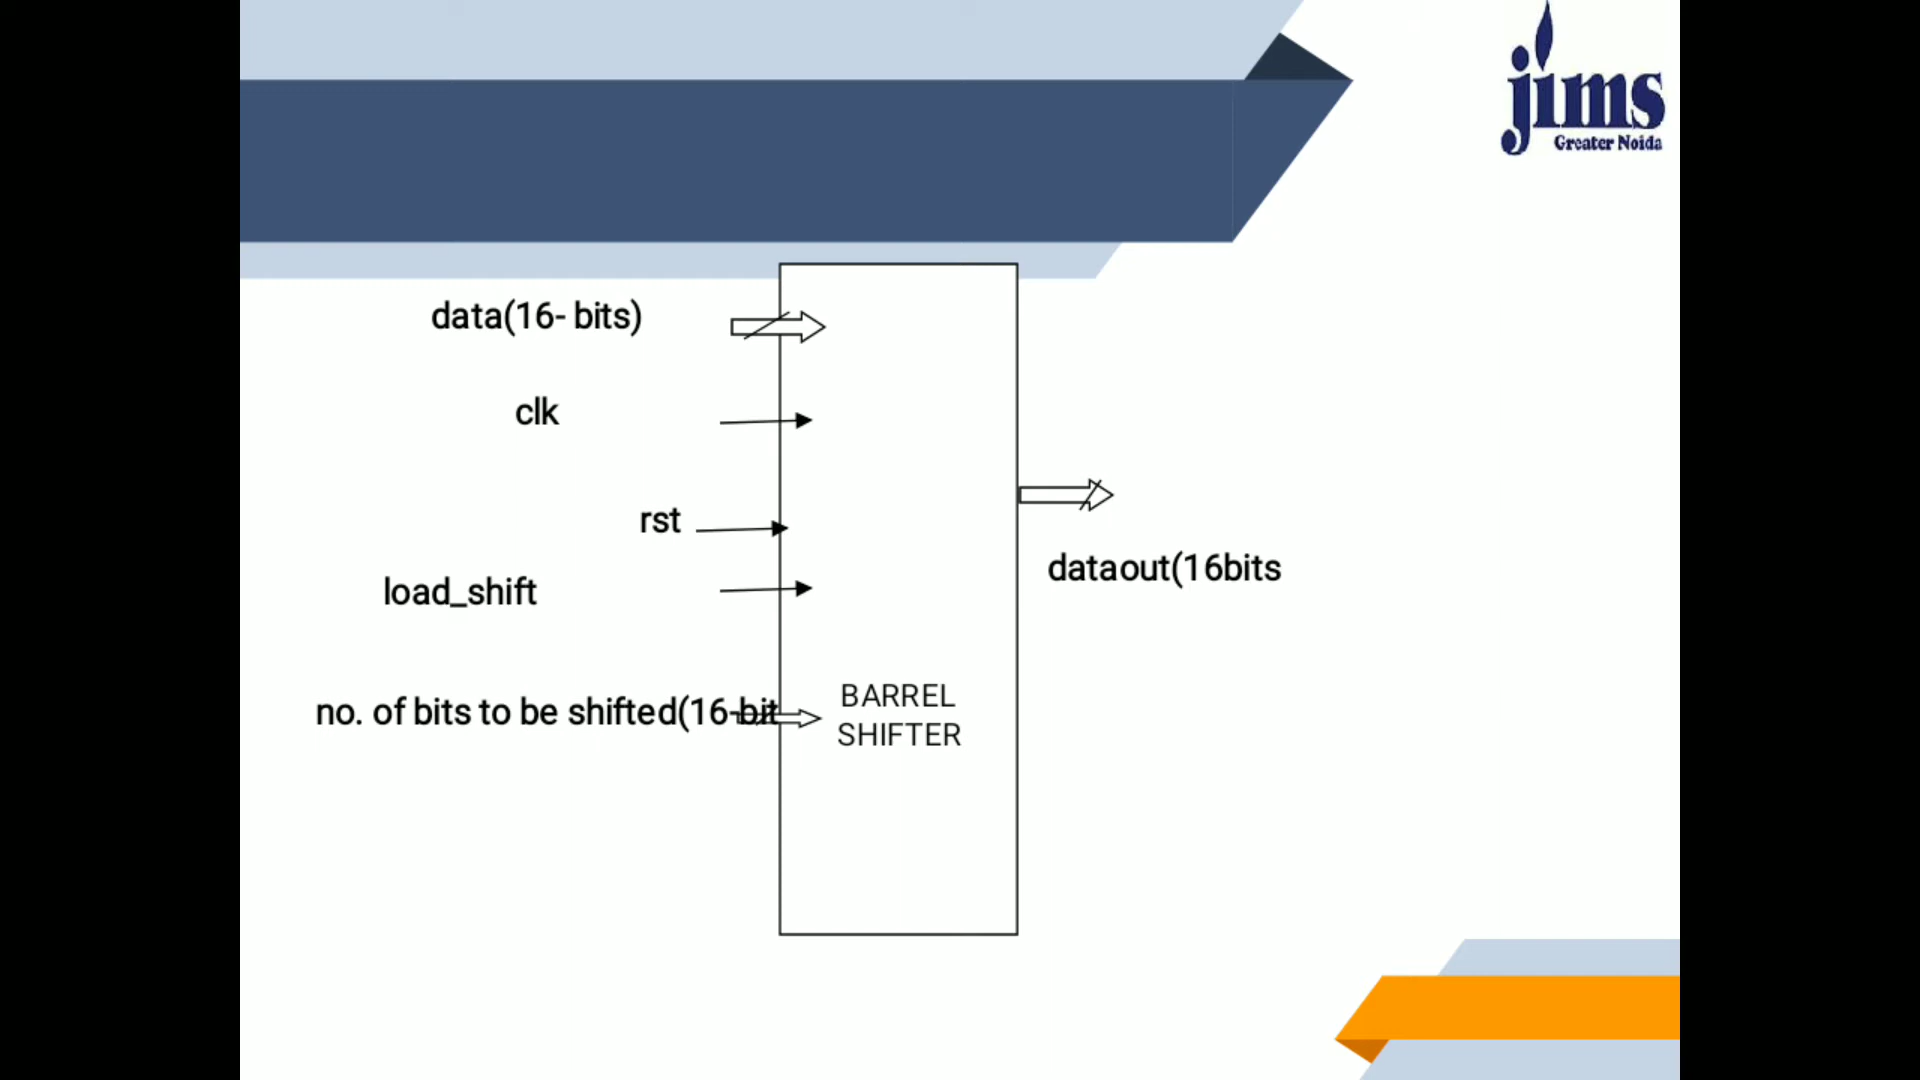 jims
Greater Noida
data(16- bits)
clk
rst
load_shift
dataout(16bits
no. of bits to be shifted(16-bit
BARREL
SHIFTER